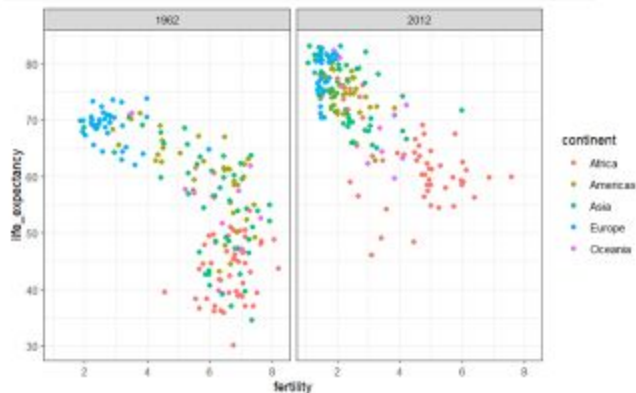 1962
2012
80
70
60
50
40
30
life_expectancy
2
4
6
8
2
4
6
8
fertility
continent
Africa
Americas
Asia
Europe
Oceania